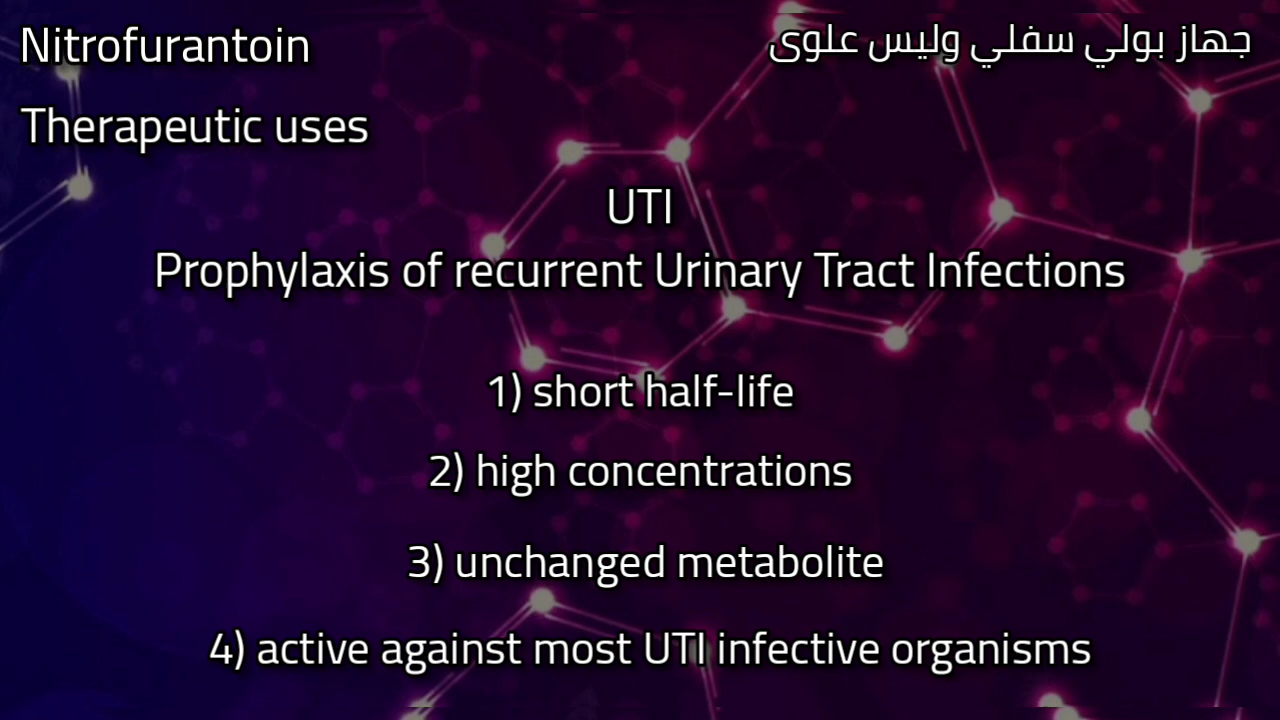 Nitrofurantoin
جهاز بولي سفلي وليس علوى
Therapeutic uses
UTI
Prophylaxis of recurrent Urinary Tract Infections
1) short half-life
2) high concentrations
3) unchanged metabolite
4) active against most UTI infective organisms